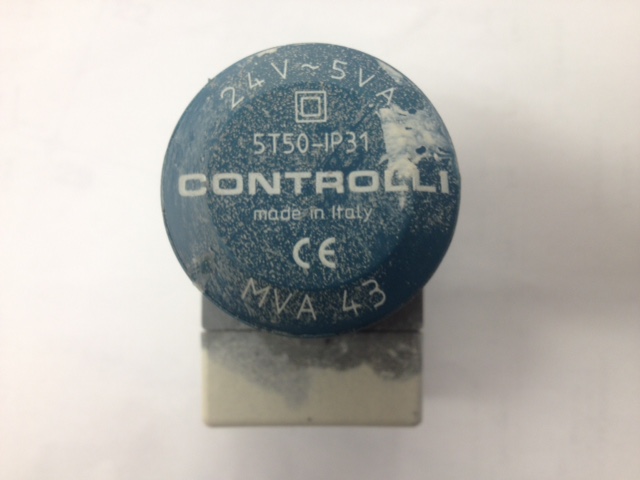 24V~5VA
5T50-IP31
CONTROLLI
made in Italy
CE
MVA 43